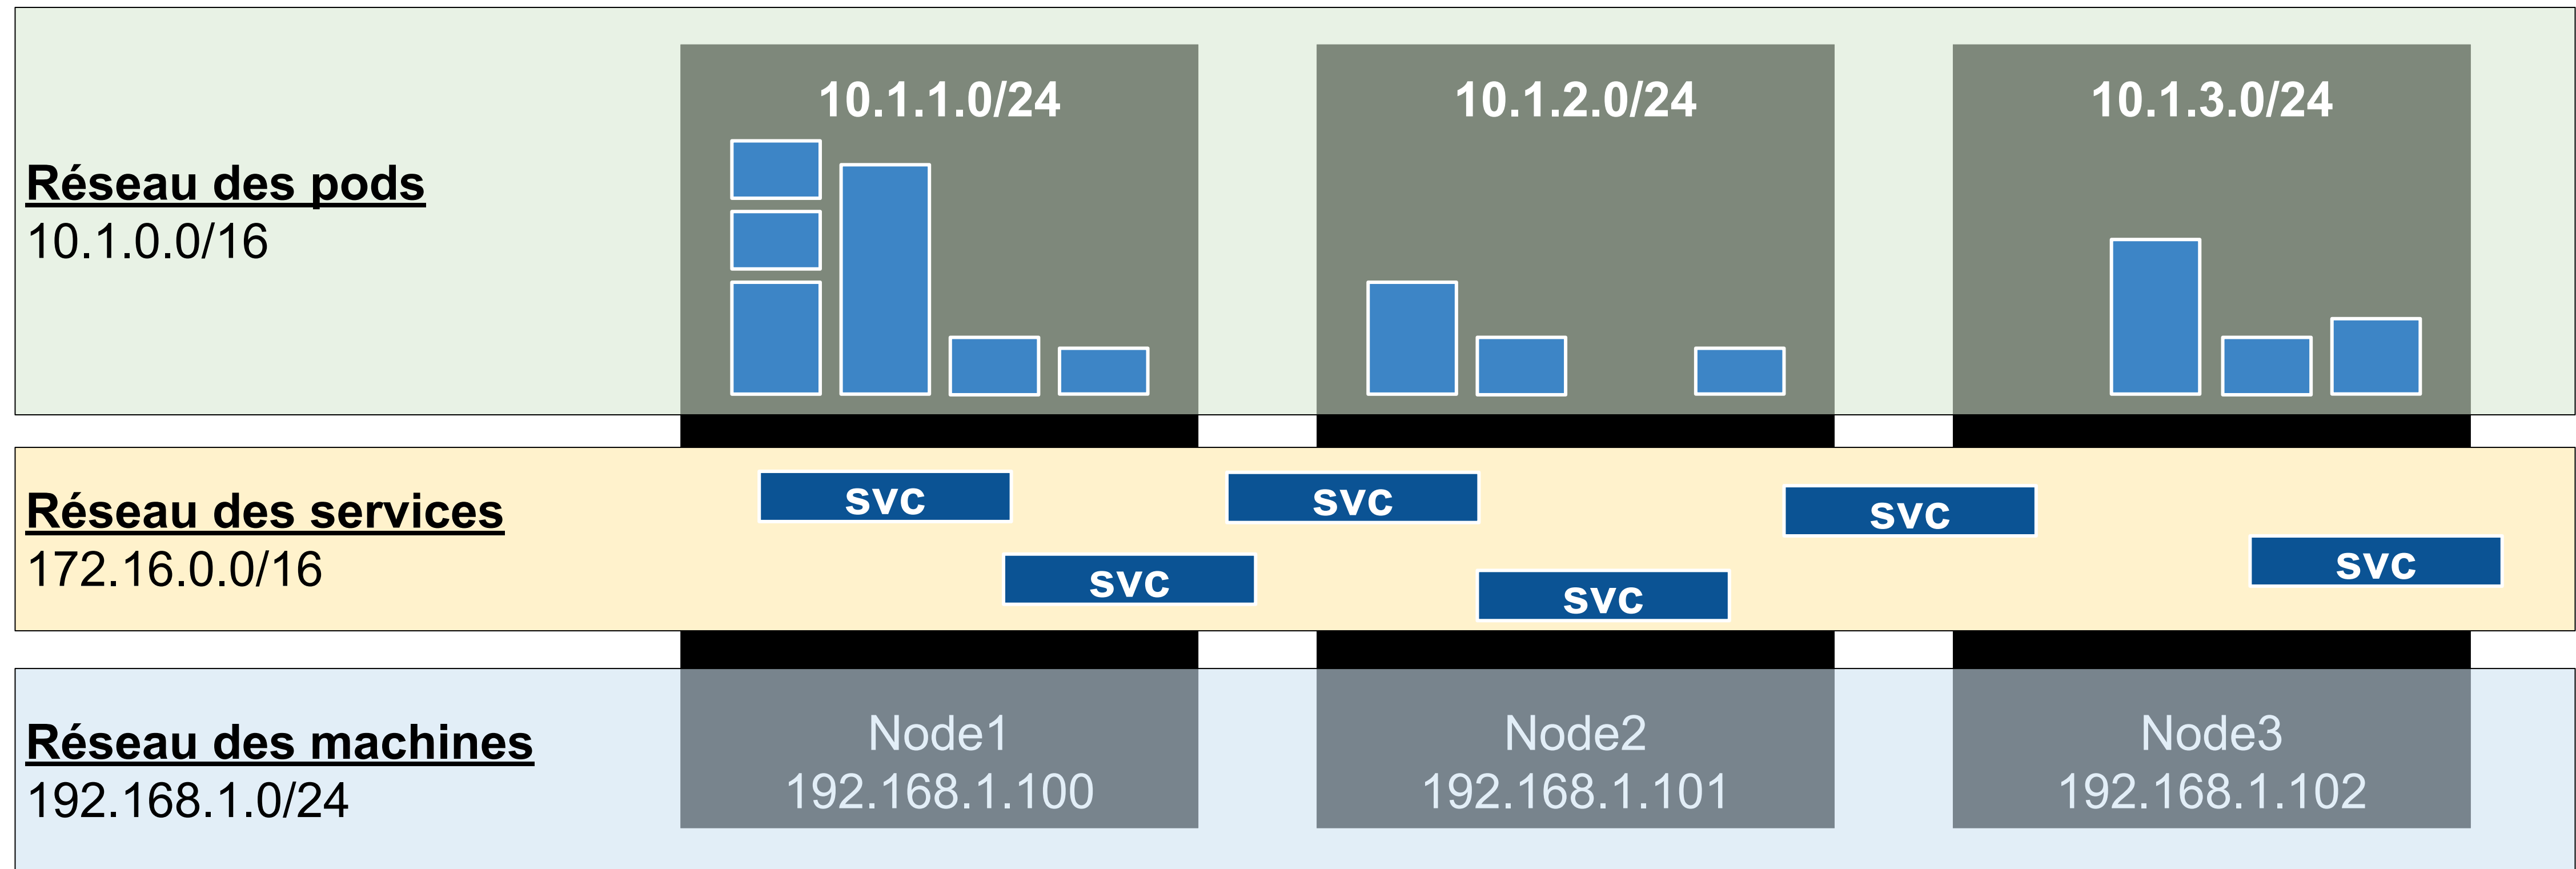 10.1.1.0/24
10.1.2.0/24
10.1.3.0/24
Réseau des pods
10.1.0.0/16
Réseau des services
172.16.0.0/16
svc
svc
svc
svc
svc
svc
Réseau des machines
192.168.1.0/24
Node1
192.168.1.100
Node2
192.168.1.101
Node3
192.168.1.102